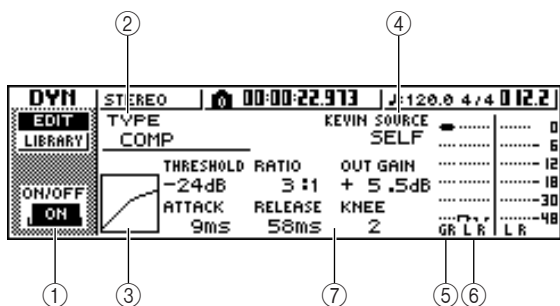 ② ④
DYN STEREO 00:00:22.973 ♩:120.0 4/4 012.2
EDIT TYPE KEVIN SOURCE 0
LIBRARY COMP SELF 6
THRESHOLD RATIO OUT GAIN 12
-24dB 3:1 + 5.5dB 18
ON/OFF 30
ON ATTACK RELEASE KNEE 48
9ms 58ms 2 GR L R L R
① ③ ⑦ ⑤ ⑥